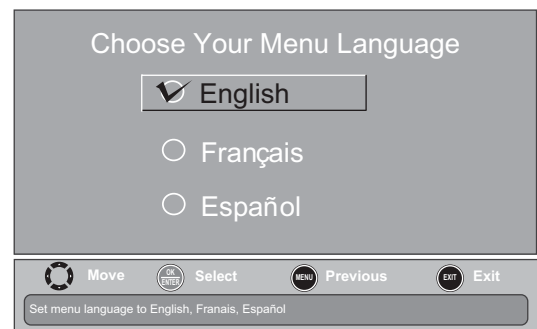 Choose Your Menu Language
English
Français
Español
Move OK ENTER Select MENU Previous EXIT Exit
Set menu language to English, Franais, Español